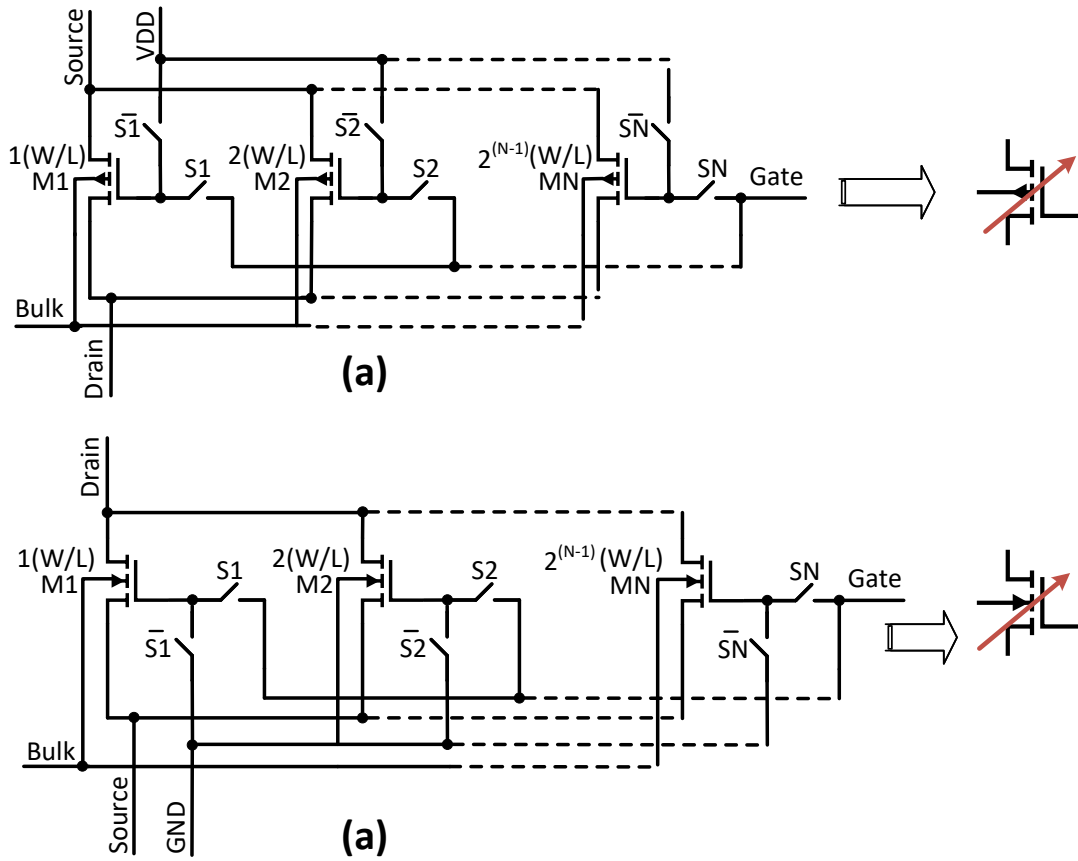 Source
VDD
S̅1
S̅2
S̅N
1(W/L)
M1
S1
2(W/L)
M2
S2
2^(N-1)(W/L)
MN
SN
Gate
Bulk
Drain
(a)
Drain
1(W/L)
M1
S1
2(W/L)
M2
S2
2^(N-1)(W/L)
MN
SN
Gate
S̅1
S̅2
S̅N
Bulk
Source
GND
(a)